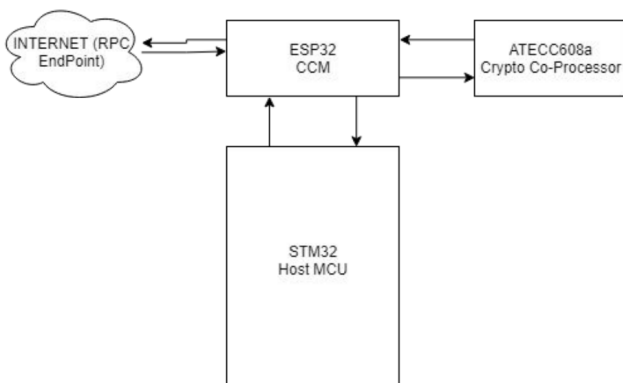 INTERNET (RPC
EndPoint)
ESP32
CCM
ATECC608a
Crypto Co-Processor
STM32
Host MCU